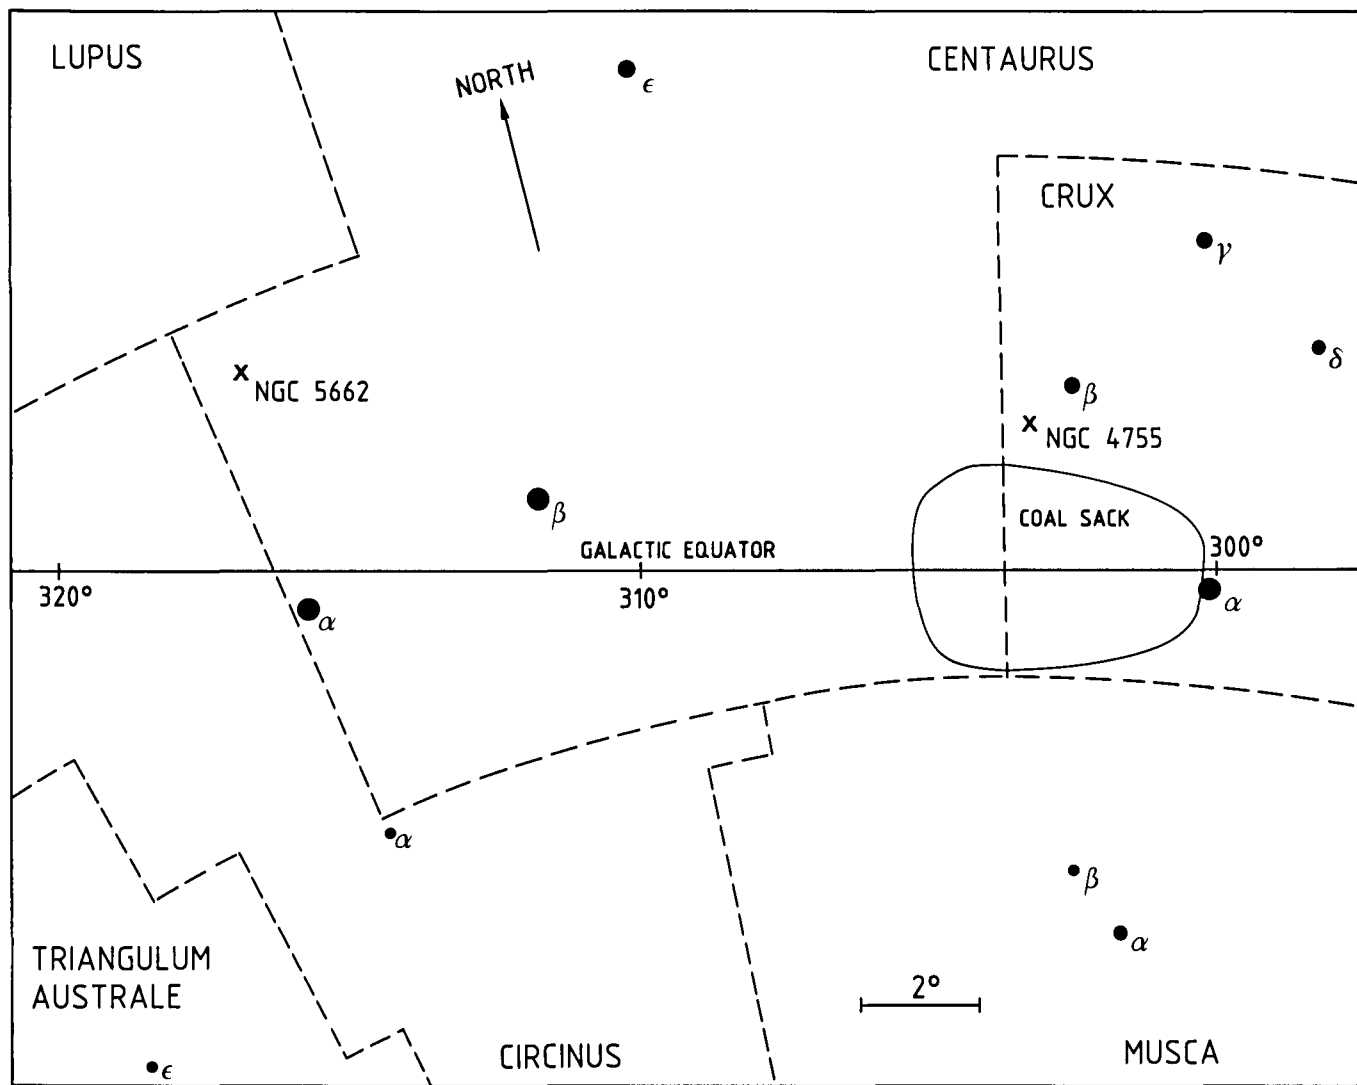 LUPUS
CENTAURUS
NORTH
ϵ
CRUX
γ
δ
β
NGC 5662
NGC 4755
β
COAL SACK
GALACTIC EQUATOR
300°
320°
310°
α
α
α
β
α
TRIANGULUM
AUSTRALE
2°
CIRCINUS
MUSCA
ϵ